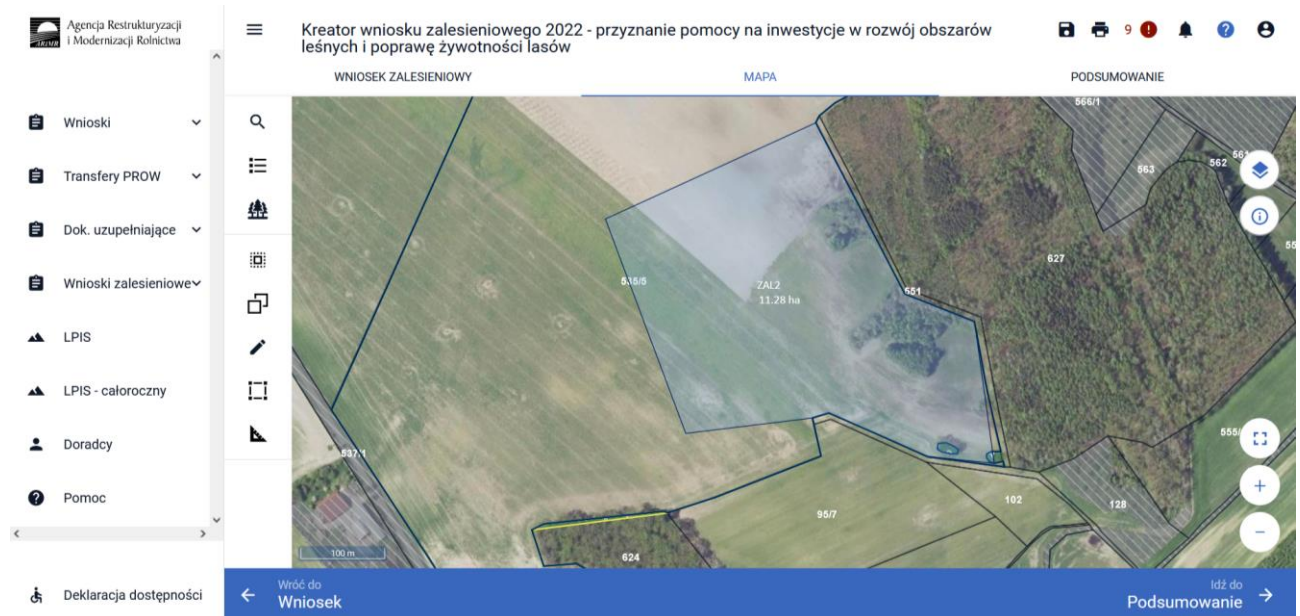 Agencja Restrukturyzacji
i Modernizacji Rolnictwa
ARiMR
Kreator wniosku zalesieniowego 2022 - przyznanie pomocy na inwestycje w rozwój obszarów
leśnych i poprawę żywotności lasów
9
WNIOSEK ZALESIENIOWY
MAPA
PODSUMOWANIE
Wnioski
Transfery PROW
Dok. uzupełniające
Wnioski zalesieniowe
LPIS
LPIS - całoroczny
Doradcy
Pomoc
Deklaracja dostępności
566/1
563
562
627
ZAL2
11.28 ha
551
537/1
95/7
102
128
624
100 m
Wróć do
Wniosek
Idź do
Podsumowanie